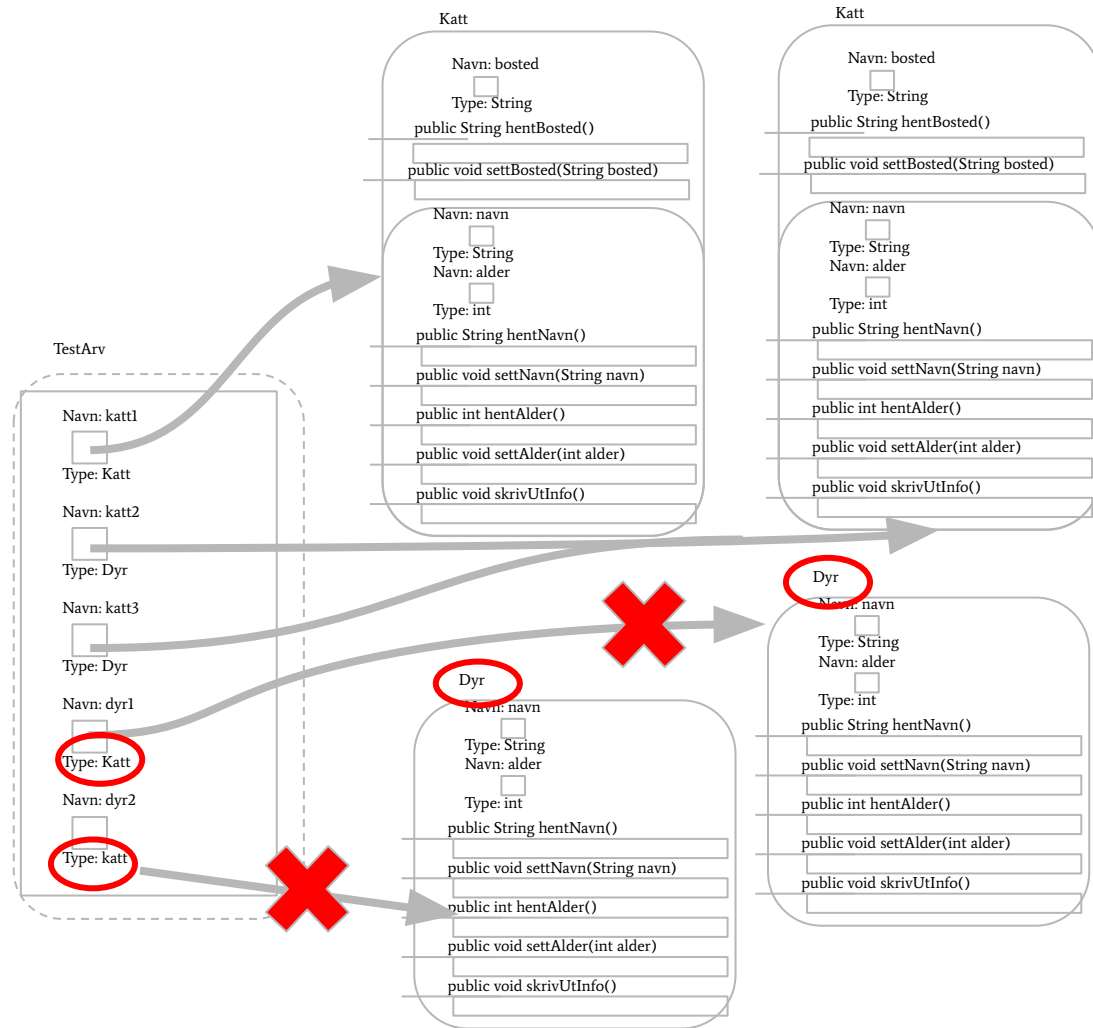 Katt
Navn: bosted
Type: String
public String hentBosted()
public void settBosted(String bosted)
Navn: navn
Type: String
Navn: alder
Type: int
public String hentNavn()
public void settNavn(String navn)
public int hentAlder()
public void settAlder(int alder)
public void skrivUtInfo()
Katt
Navn: bosted
Type: String
public String hentBosted()
public void settBosted(String bosted)
Navn: navn
Type: String
Navn: alder
Type: int
public String hentNavn()
public void settNavn(String navn)
public int hentAlder()
public void settAlder(int alder)
public void skrivUtInfo()
TestArv
Navn: katt1
Type: Katt
Navn: katt2
Type: Dyr
Navn: katt3
Type: Dyr
Navn: dyr1
Type: Katt
Navn: dyr2
Type: katt
Dyr
Navn: navn
Type: String
Navn: alder
Type: int
public String hentNavn()
public void settNavn(String navn)
public int hentAlder()
public void settAlder(int alder)
public void skrivUtInfo()
Dyr
Navn: navn
Type: String
Navn: alder
Type: int
public String hentNavn()
public void settNavn(String navn)
public int hentAlder()
public void settAlder(int alder)
public void skrivUtInfo()